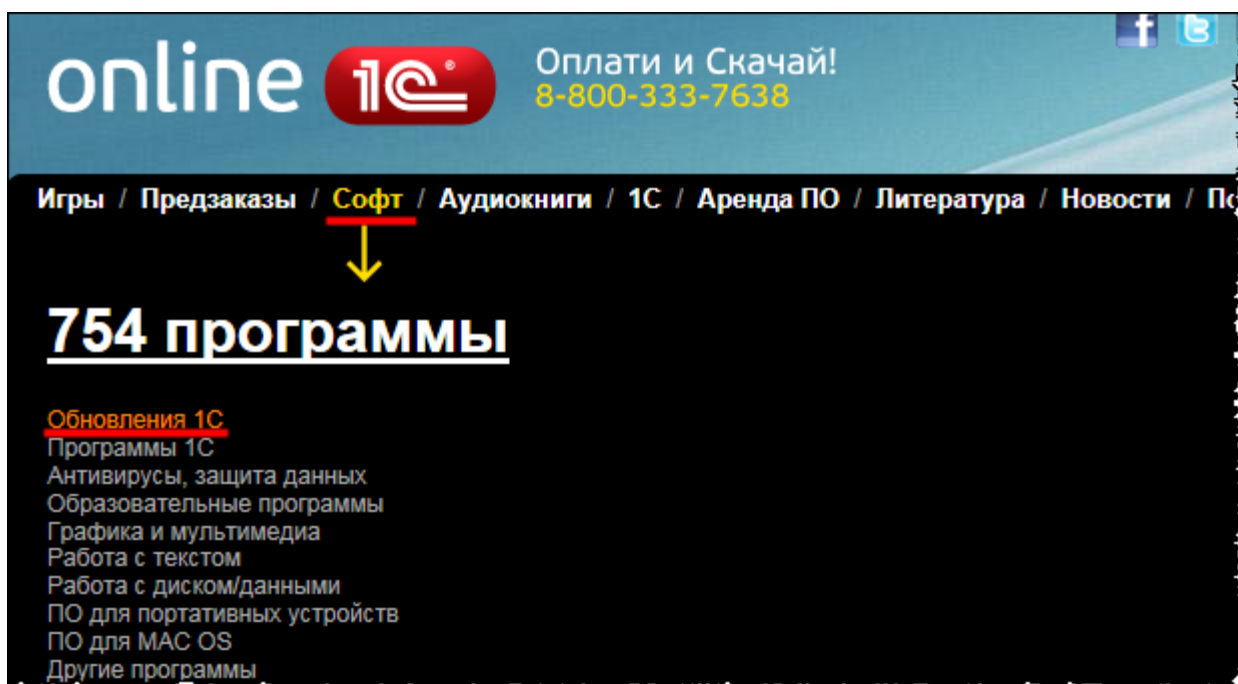 online 1С
Оплати и Скачай!
8-800-333-7638
Игры / Предзаказы / Софт / Аудиокниги / 1С / Аренда ПО / Литература / Новости /
754 программы
Обновления 1С
Программы 1С
Антивирусы, защита данных
Образовательные программы
Графика и мультимедиа
Работа с текстом
Работа с диском/данными
ПО для портативных устройств
ПО для MAC OS
Другие программы